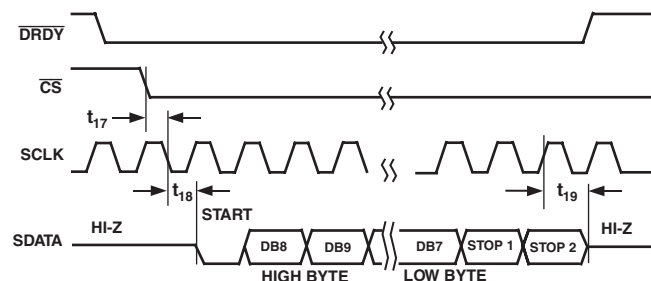 DRDY
CS
t17
SCLK
t18
t19
START
SDATA
HI-Z
DB8
DB9
DB7
STOP 1
STOP 2
HI-Z
HIGH BYTE
LOW BYTE